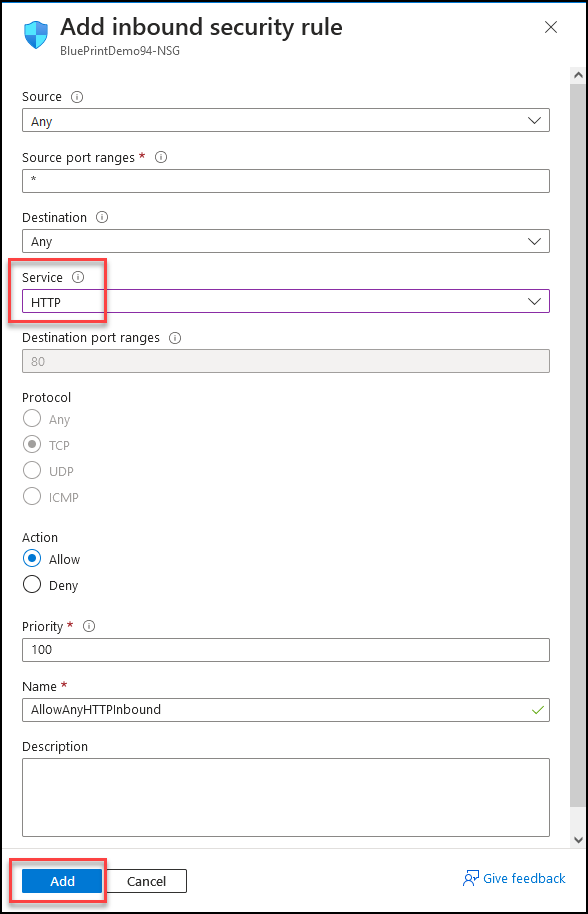 Add inbound security rule
BluePrintDemo94-NSG
Source
Any
Source port ranges *
*
Destination
Any
Service
HTTP
Destination port ranges
80
Protocol
Any
TCP
UDP
ICMP
Action
Allow
Deny
Priority *
100
Name *
AllowAnyHTTPInbound
Description
Add Cancel Give feedback